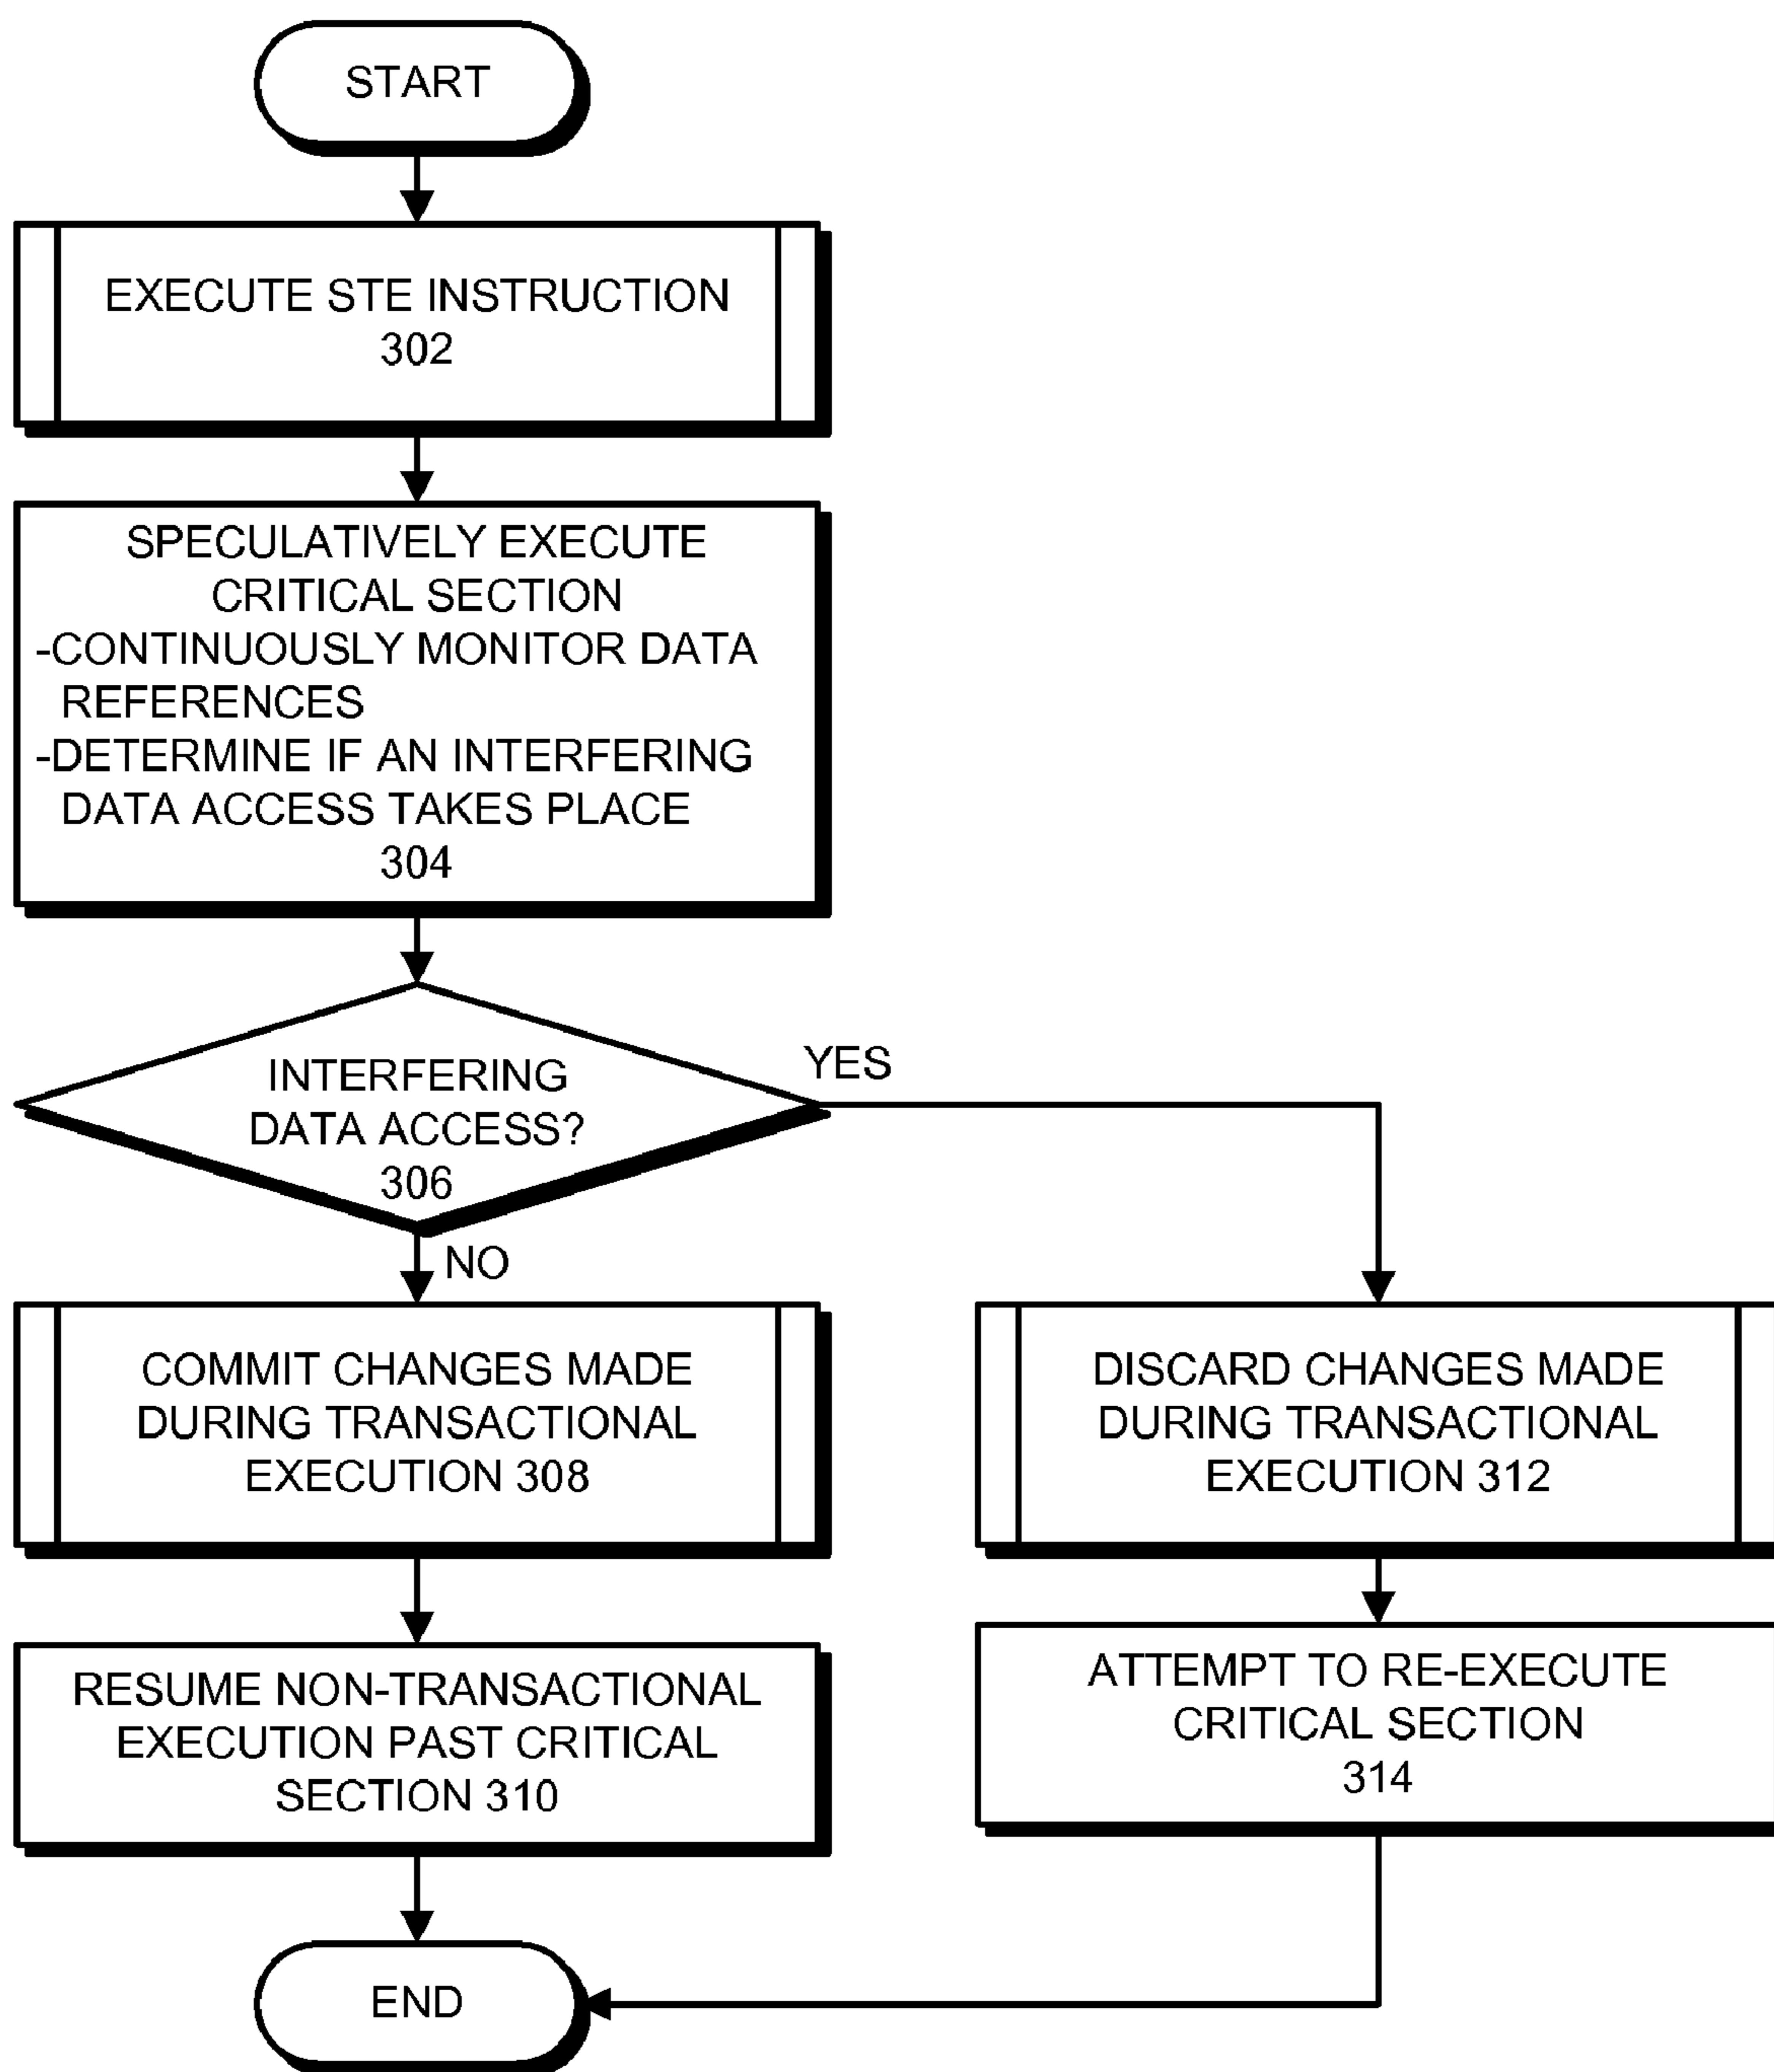 START
EXECUTE STE INSTRUCTION
302
SPECULATIVELY EXECUTE
CRITICAL SECTION
-CONTINUOUSLY MONITOR DATA
REFERENCES
-DETERMINE IF AN INTERFERING
DATA ACCESS TAKES PLACE
304
INTERFERING
DATA ACCESS?
306
YES
NO
COMMIT CHANGES MADE
DURING TRANSACTIONAL
EXECUTION 308
DISCARD CHANGES MADE
DURING TRANSACTIONAL
EXECUTION 312
RESUME NON-TRANSACTIONAL
EXECUTION PAST CRITICAL
SECTION 310
ATTEMPT TO RE-EXECUTE
CRITICAL SECTION
314
END